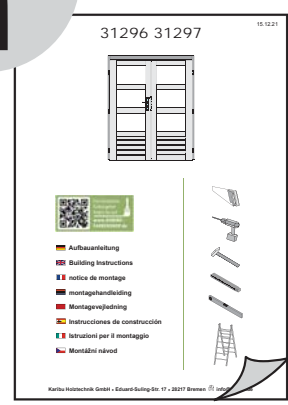 15.12.21
31296 31297
Aufbauanleitung
Building Instructions
notice de montage
montagehandleiding
Montagevejledning
Instrucciones de construcción
Istruzioni per il montaggio
Montážní návod
Karibu Holztechnik GmbH • Eduard-Suling-Str. 17 • 28217 Bremen